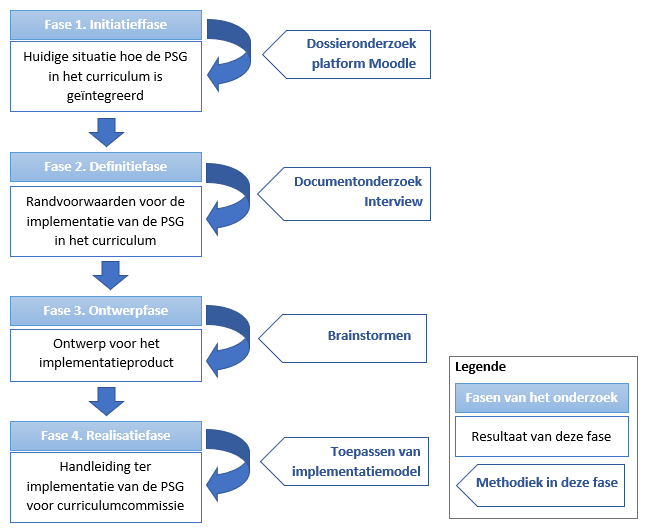 Fase 1. Initiatieffase
Huidige situatie hoe de PSG
in het curriculum is
geïntegreerd
Dossieronderzoek
platform Moodle
Fase 2. Definitiefase
Randvoorwaarden voor de
implementatie van de PSG
in het curriculum
Documentonderzoek
Interview
Fase 3. Ontwerpfase
Ontwerp voor het
implementatieproduct
Brainstormen
Fase 4. Realisatiefase
Handleiding ter
implementatie van de PSG
voor curriculumcommissie
Toepassen van
implementatiemodel
Legende
Fasen van het onderzoek
Resultaat van deze fase
Methodiek in deze fase